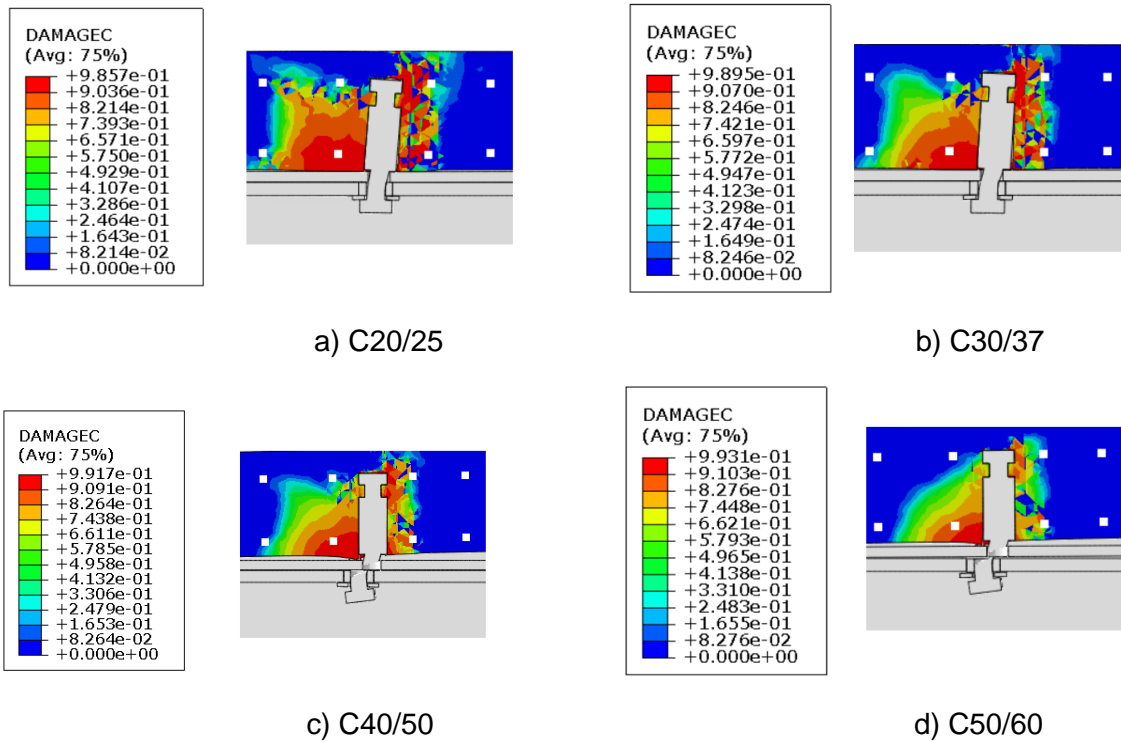 DAMAGEC
(Avg: 75%)
+9.857e-01
+9.036e-01
+8.214e-01
+7.393e-01
+6.571e-01
+5.750e-01
+4.929e-01
+4.107e-01
+3.286e-01
+2.464e-01
+1.643e-01
+8.214e-02
+0.000e+00
a) C20/25
DAMAGEC
(Avg: 75%)
+9.895e-01
+9.070e-01
+8.246e-01
+7.421e-01
+6.597e-01
+5.772e-01
+4.947e-01
+4.123e-01
+3.298e-01
+2.474e-01
+1.649e-01
+8.246e-02
+0.000e+00
b) C30/37
DAMAGEC
(Avg: 75%)
+9.917e-01
+9.091e-01
+8.264e-01
+7.438e-01
+6.611e-01
+5.785e-01
+4.958e-01
+4.132e-01
+3.306e-01
+2.479e-01
+1.653e-01
+8.264e-02
+0.000e+00
c) C40/50
DAMAGEC
(Avg: 75%)
+9.931e-01
+9.103e-01
+8.276e-01
+7.448e-01
+6.621e-01
+5.793e-01
+4.965e-01
+4.138e-01
+3.310e-01
+2.483e-01
+1.655e-01
+8.276e-02
+0.000e+00
d) C50/60